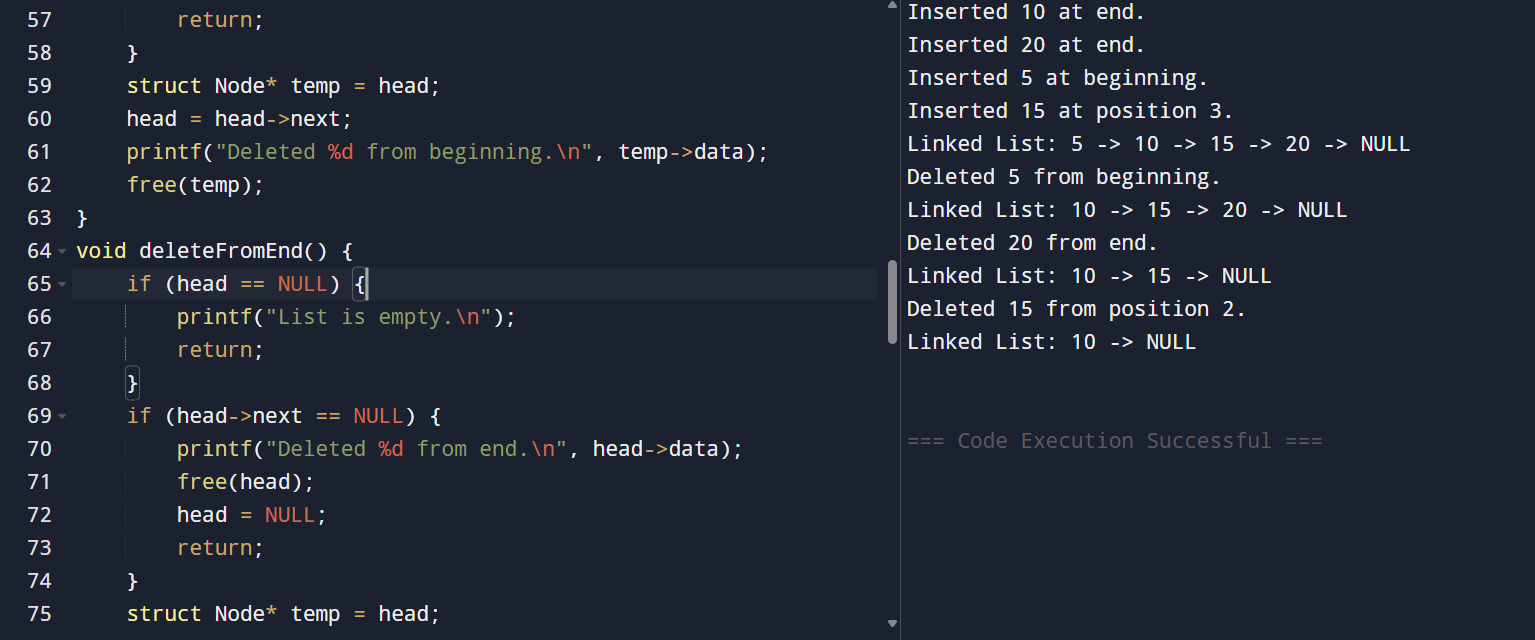 57         return;
58     }
59     struct Node* temp = head;
60     head = head->next;
61     printf("Deleted %d from beginning.\n", temp->data);
62     free(temp);
63 }
64 void deleteFromEnd() {
65     if (head == NULL) {
66         printf("List is empty.\n");
67         return;
68     }
69     if (head->next == NULL) {
70         printf("Deleted %d from end.\n", head->data);
71         free(head);
72         head = NULL;
73         return;
74     }
75     struct Node* temp = head;
Inserted 10 at end.
Inserted 20 at end.
Inserted 5 at beginning.
Inserted 15 at position 3.
Linked List: 5 -> 10 -> 15 -> 20 -> NULL
Deleted 5 from beginning.
Linked List: 10 -> 15 -> 20 -> NULL
Deleted 20 from end.
Linked List: 10 -> 15 -> NULL
Deleted 15 from position 2.
Linked List: 10 -> NULL
=== Code Execution Successful ===